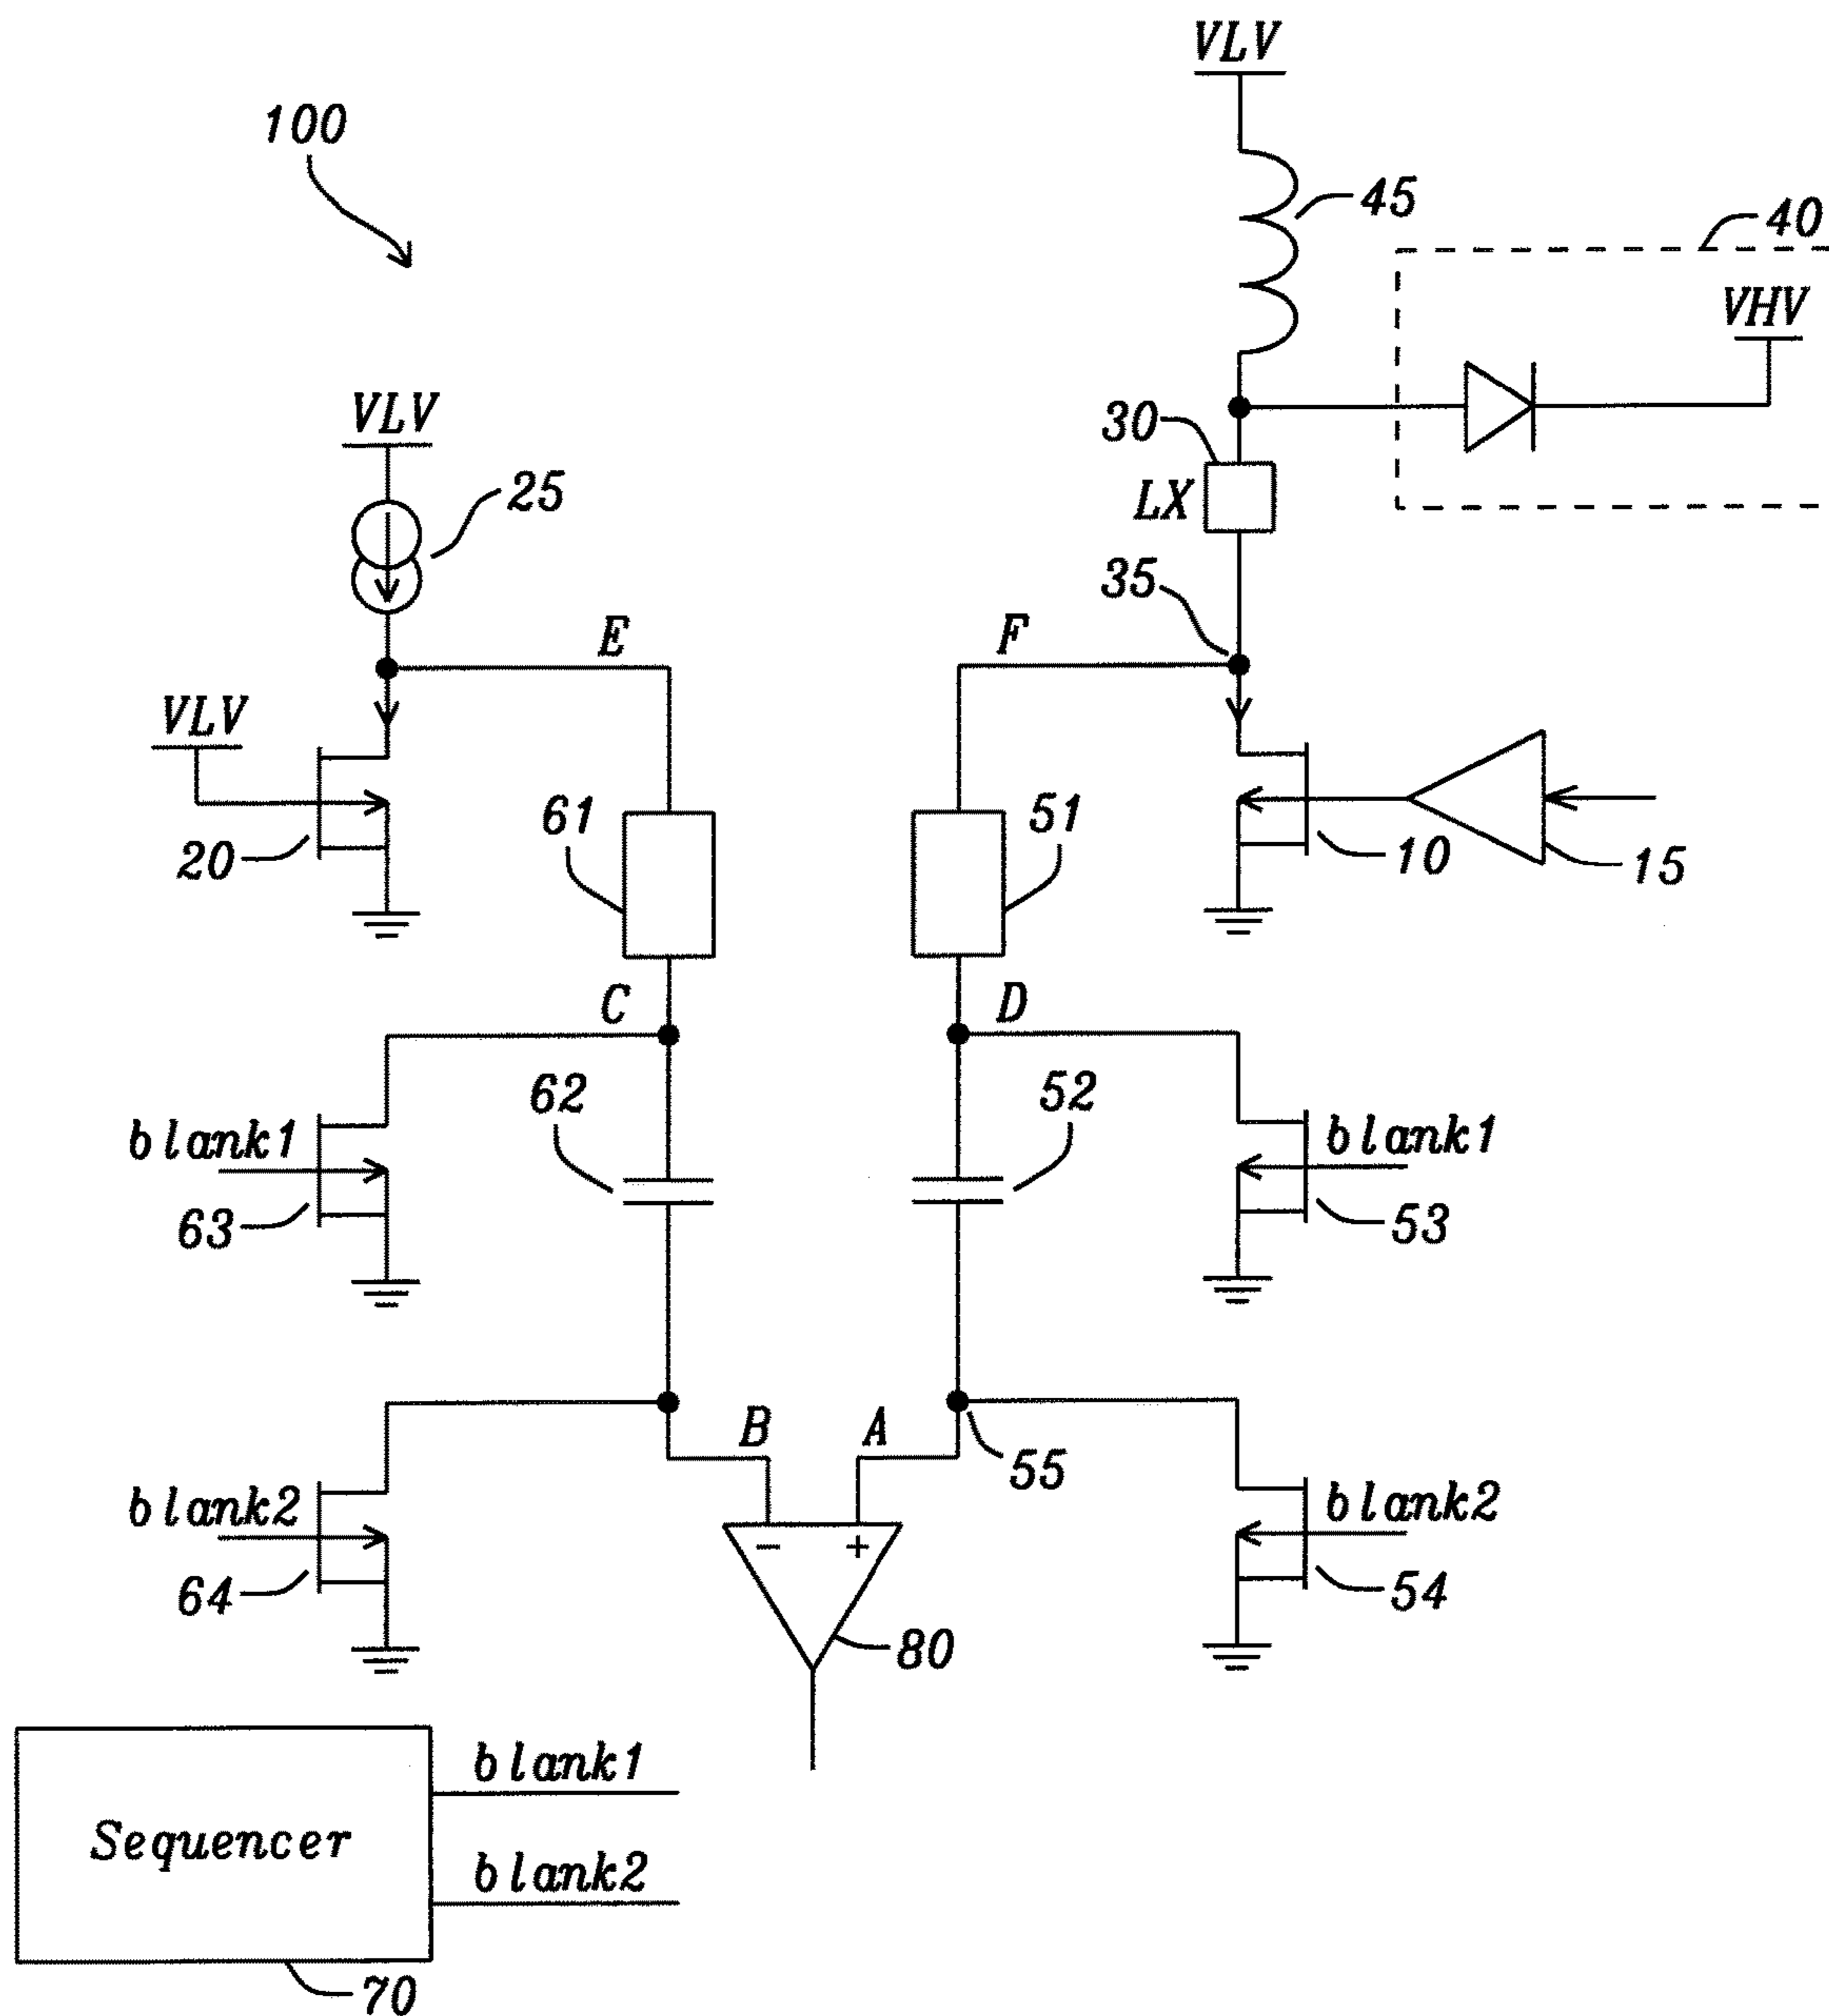 VLV
100
45
40
VHV
VLV
30
25
LX
35
E
F
VLV
61
51
20
10
15
C
D
62
52
blank1
blank1
63
53
B
A
55
blank2
blank2
- +
64
54
80
blank1
Sequencer
blank2
70